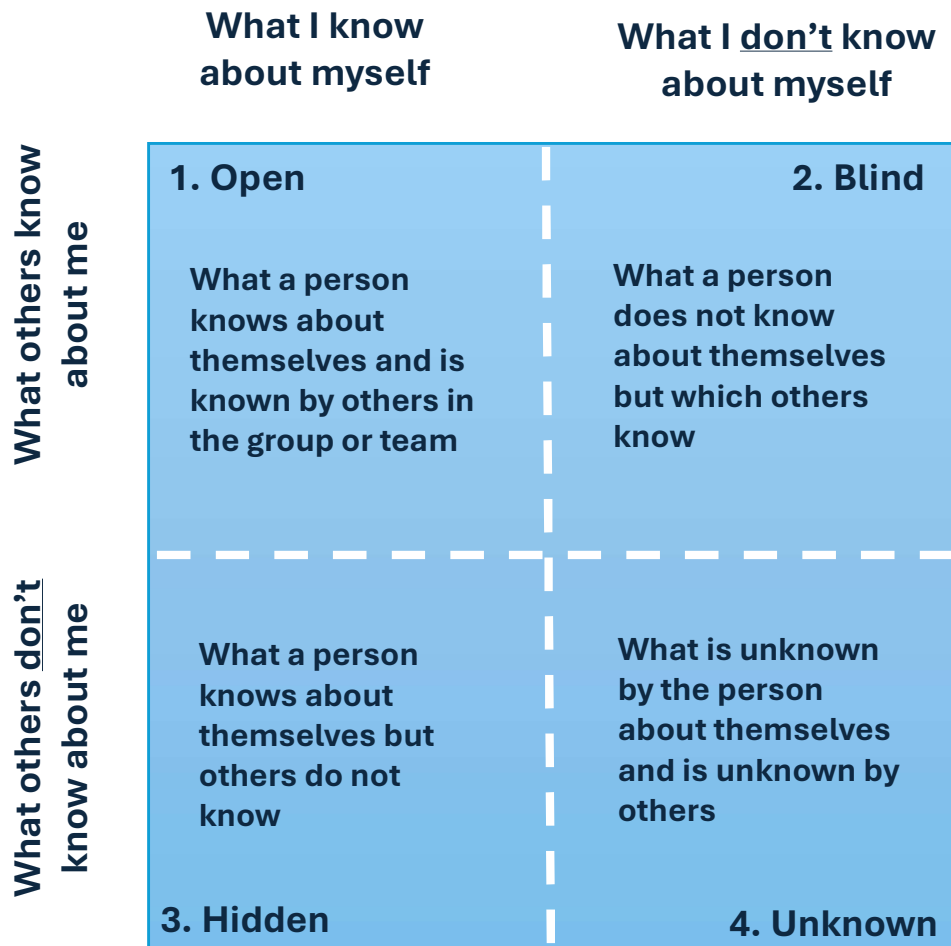 What I know
about myself
What I don’t know
about myself
What others know
about me
1. Open
What a person
knows about
themselves and is
known by others in
the group or team
2. Blind
What a person
does not know
about themselves
but which others
know
What others don’t
know about me
What a person
knows about
themselves but
others do not
know
3. Hidden
What is unknown
by the person
about themselves
and is unknown by
others
4. Unknown